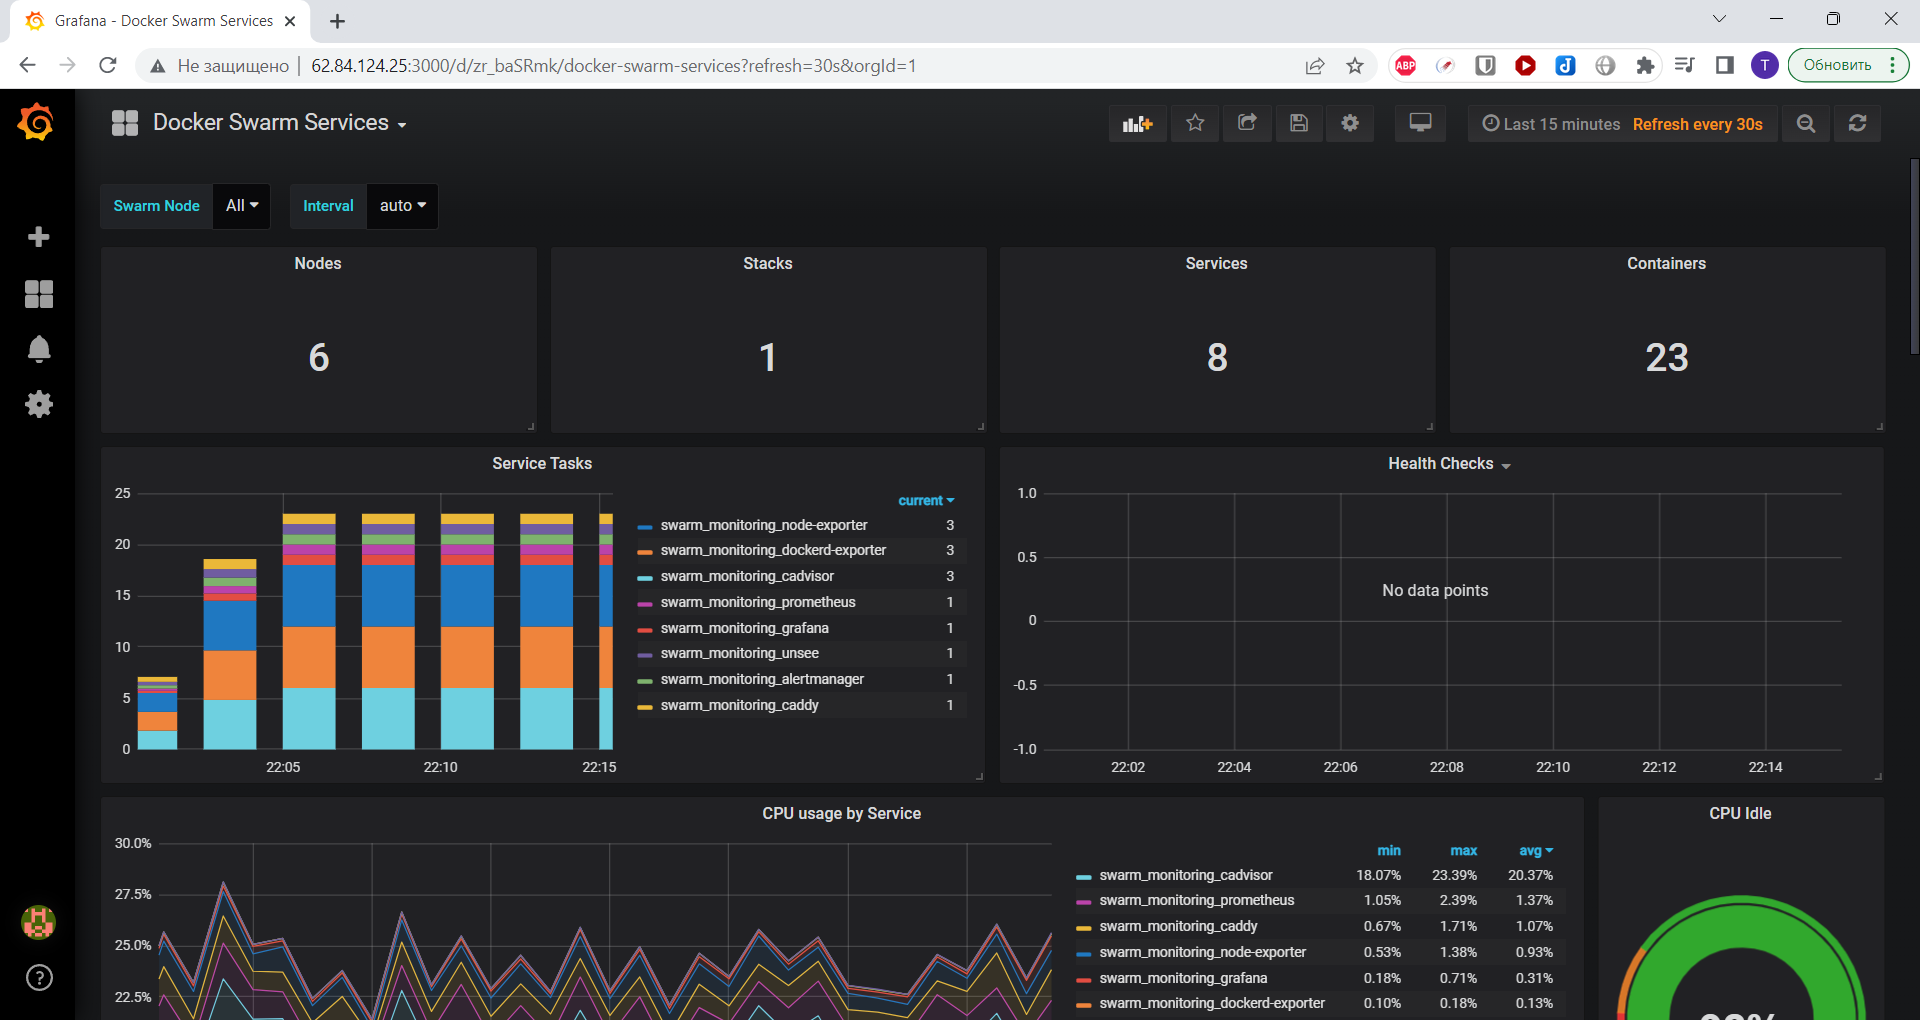 Grafana - Docker Swarm Services
Не защищено
62.84.124.25:3000/d/zr_baSRmk/docker-swarm-services?refresh=30s&orgId=1
ABP
T
Обновить
Docker Swarm Services
Last 15 minutes Refresh every 30s
Swarm Node All
Interval auto
Nodes
6
Stacks
1
Services
8
Containers
23
Service Tasks
25
20
15
10
5
0
22:05 22:10 22:15
current
swarm_monitoring_node-exporter 3
swarm_monitoring_dockerd-exporter 3
swarm_monitoring_cadvisor 3
swarm_monitoring_prometheus 1
swarm_monitoring_grafana 1
swarm_monitoring_unsee 1
swarm_monitoring_alertmanager 1
swarm_monitoring_caddy 1
Health Checks
1.0
0.5
0
-0.5
-1.0
No data points
22:02 22:04 22:06 22:08 22:10 22:12 22:14
CPU usage by Service
30.0%
27.5%
25.0%
22.5%
min max avg
swarm_monitoring_cadvisor 18.07% 23.39% 20.37%
swarm_monitoring_prometheus 1.05% 2.39% 1.37%
swarm_monitoring_caddy 0.67% 1.71% 1.07%
swarm_monitoring_node-exporter 0.53% 1.38% 0.93%
swarm_monitoring_grafana 0.18% 0.71% 0.31%
swarm_monitoring_dockerd-exporter 0.10% 0.18% 0.13%
CPU Idle